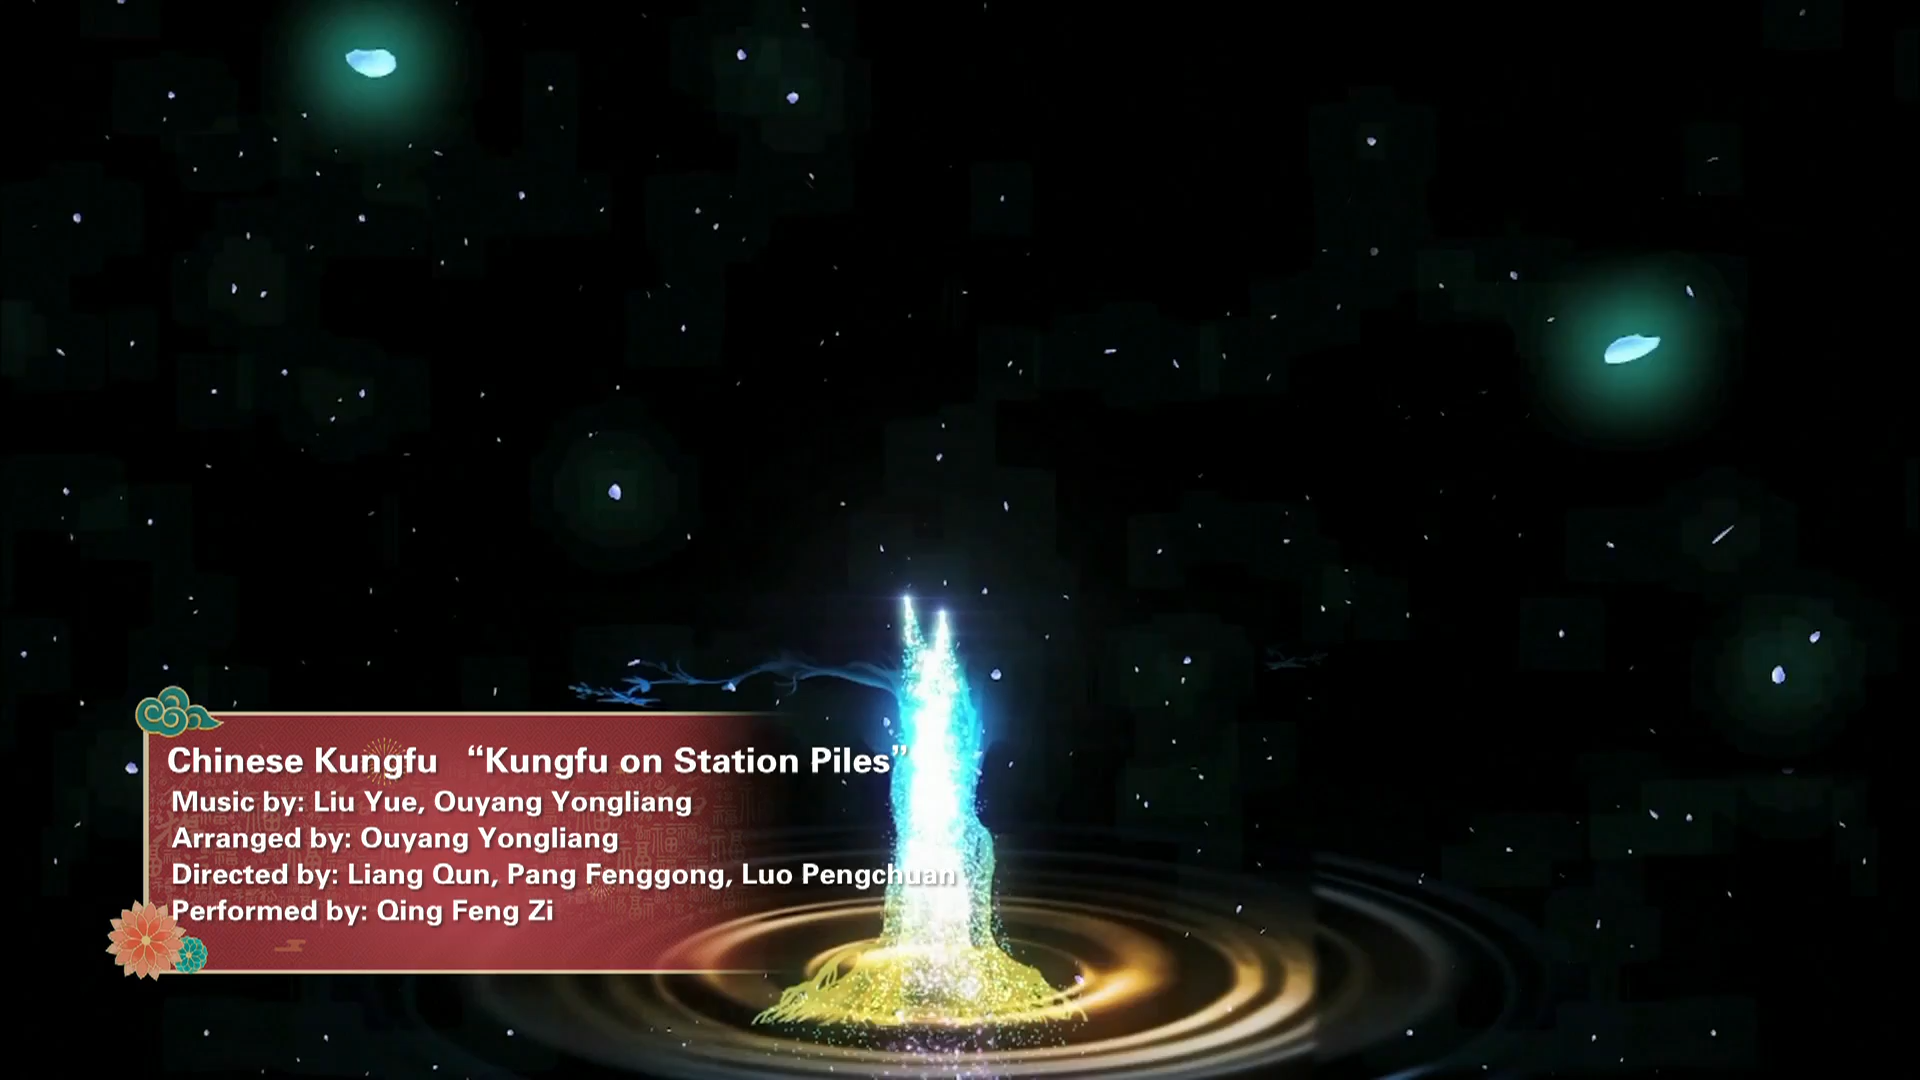 Chinese Kungfu “Kungfu on Station Piles”
Music by: Liu Yue, Ouyang Yongliang
Arranged by: Ouyang Yongliang
Directed by: Liang Qun, Pang Fenggong, Luo Pengchuan
Performed by: Qing Feng Zi